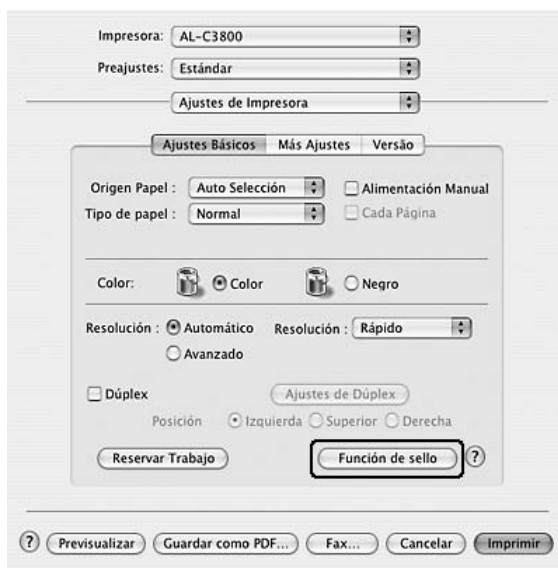 Impresora: AL-C3800
Preajustes: Estándar
Ajustes de Impresora
Ajustes Básicos Más Ajustes Versão
Origen Papel : Auto Selección Alimentación Manual
Tipo de papel : Normal Cada Página
Color: Color Negro
Resolución : Automático Resolución : Rápido
Avanzado
Dúplex Ajustes de Dúplex
Posición Izquierda Superior Derecha
Reservar Trabajo Función de sello ?
? Previsualizar Guardar como PDF... Fax... Cancelar Imprimir